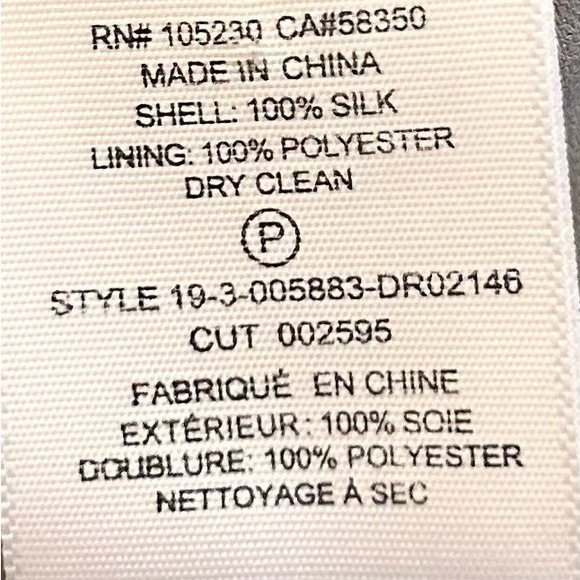 RN# 105230 CA#58350
MADE IN CHINA
SHELL: 100% SILK
LINING: 100% POLYESTER
DRY CLEAN
P
STYLE 19-3-005883-DR02146
CUT 002595
FABRIQUÉ EN CHINE
EXTÉRIEUR: 100% SOIE
DOUBLURE: 100% POLYESTER
NETTOYAGE À SEC